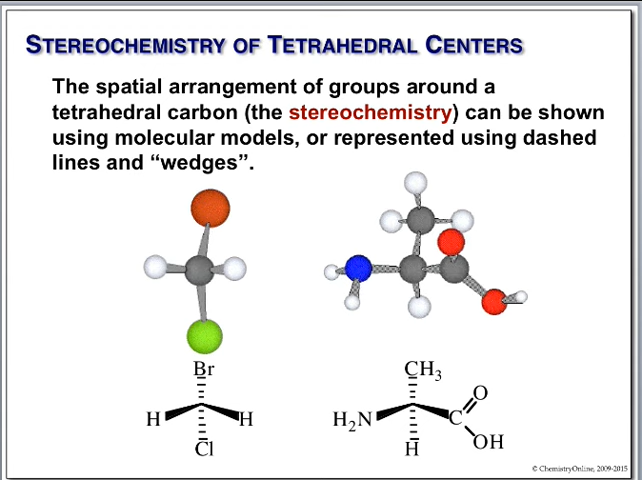 STEREOCHEMISTRY OF TETRAHEDRAL CENTERS
The spatial arrangement of groups around a
tetrahedral carbon (the stereochemistry) can be shown
using molecular models, or represented using dashed
lines and “wedges”.
Br
H H
Cl
CH₃
H₂N C O
OH
H
© ChemistryOnline, 2009-2015